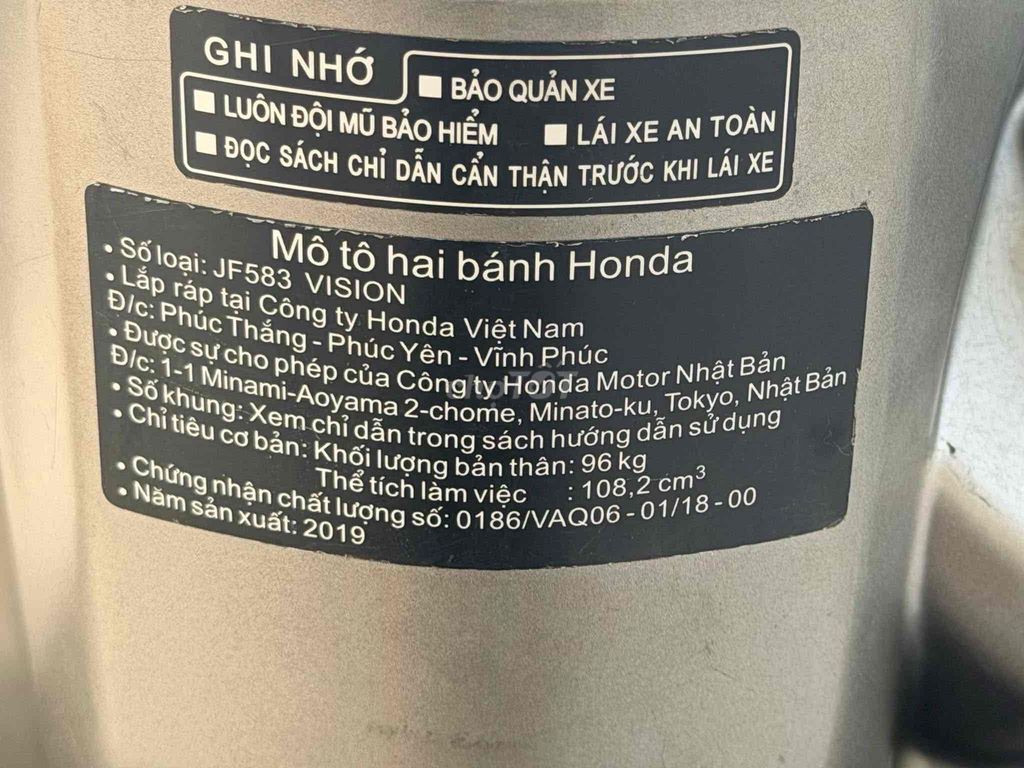 GHI NHỚ
■ BẢO QUẢN XE
■ LUÔN ĐỘI MŨ BẢO HIỂM ■ LÁI XE AN TOÀN
■ ĐỌC SÁCH CHỈ DẪN CẨN THẬN TRƯỚC KHI LÁI XE
Mô tô hai bánh Honda
• Số loại: JF583 VISION
• Lắp ráp tại Công ty Honda Việt Nam
Đ/c: Phúc Thắng - Phúc Yên - Vĩnh Phúc
• Được sự cho phép của Công ty Honda Motor Nhật Bản
Đ/c: 1-1 Minami-Aoyama 2-chome, Minato-ku, Tokyo, Nhật Bản
• Số khung: Xem chỉ dẫn trong sách hướng dẫn sử dụng
• Chỉ tiêu cơ bản: Khối lượng bản thân: 96 kg
Thể tích làm việc : 108,2 cm³
• Chứng nhận chất lượng số: 0186/VAQ06 - 01/18 - 00
• Năm sản xuất: 2019
choTỐT